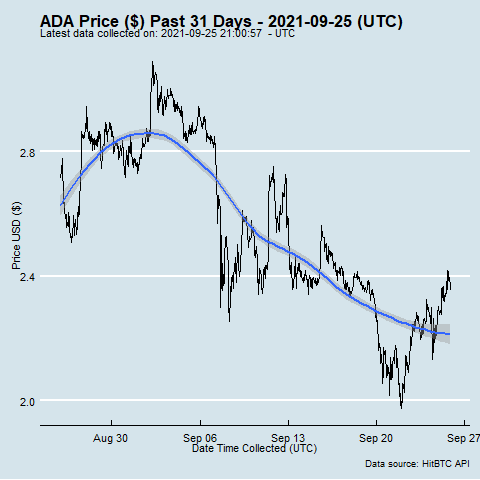 ADA Price ($) Past 31 Days - 2021-09-25 (UTC)
Latest data collected on: 2021-09-25 21:00:57  - UTC
2.8
2.4
2.0
Price USD ($)
Aug 30 Sep 06 Sep 13 Sep 20 Sep 27
Date Time Collected (UTC)
Data source: HitBTC API